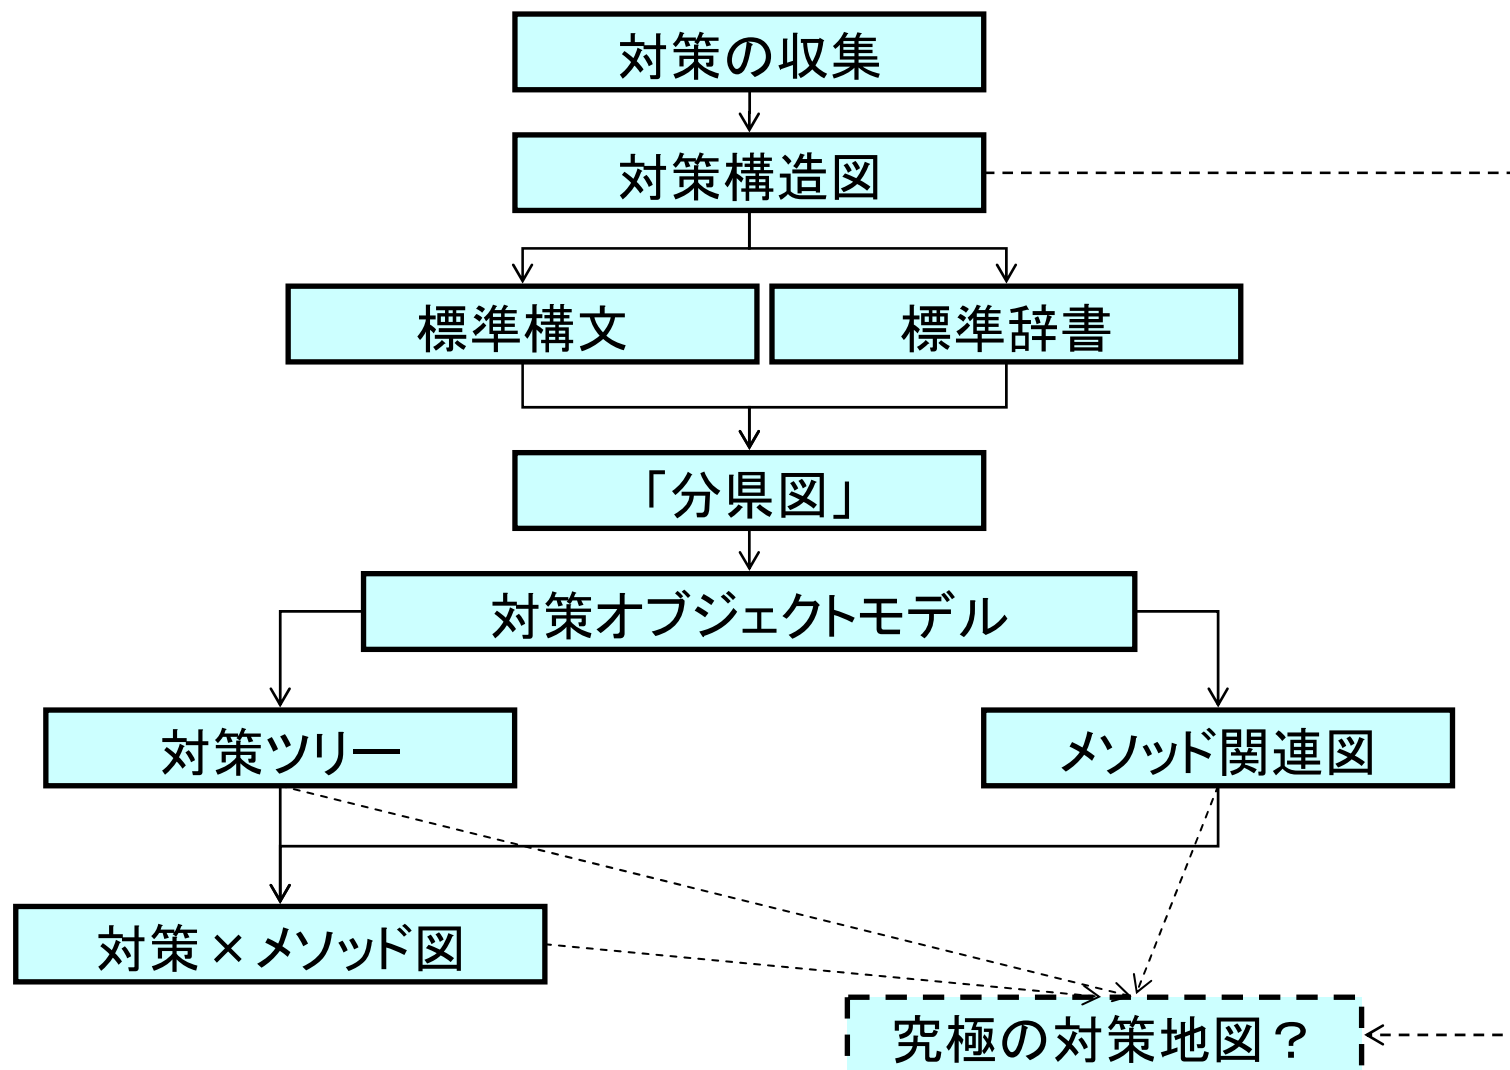 対策の収集
対策構造図
標準構文
標準辞書
「分県図」
対策オブジェクトモデル
対策ツリー
メソッド関連図
対策×メソッド図
究極の対策地図？